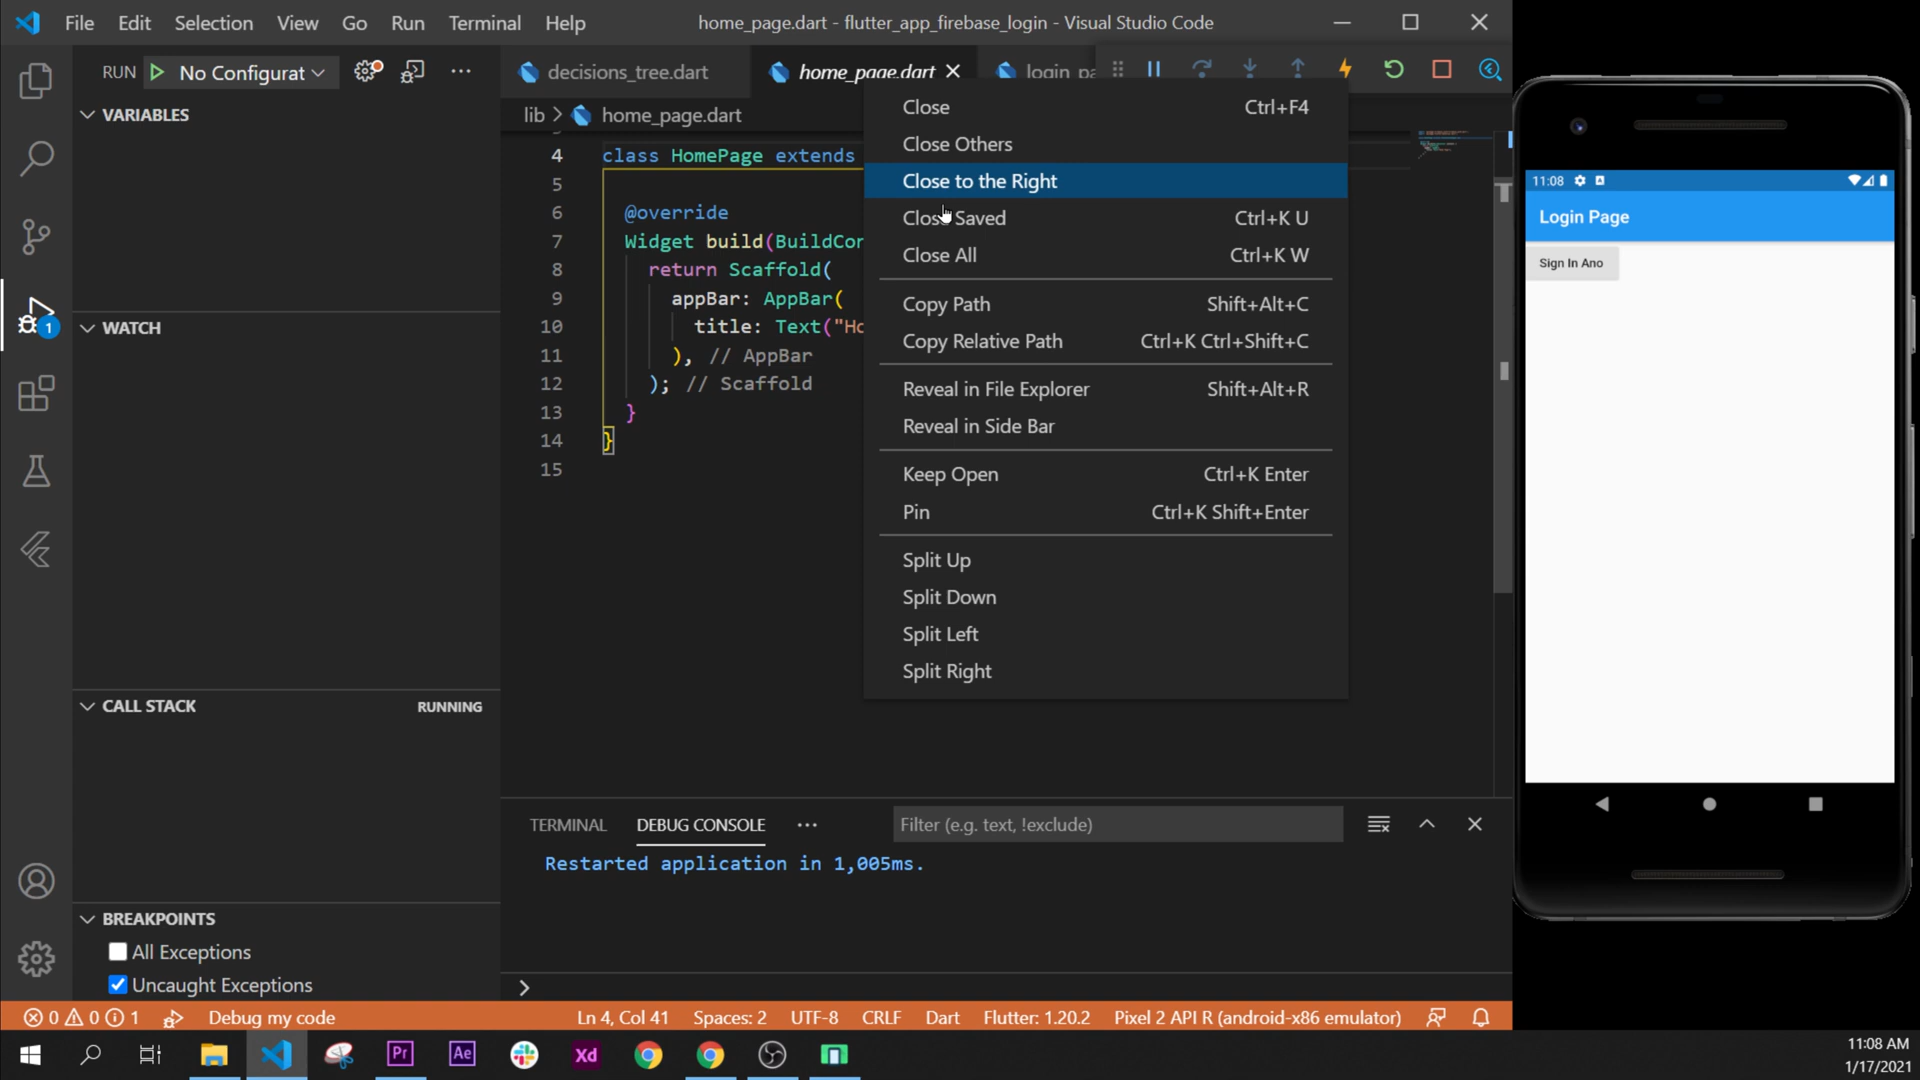 File Edit Selection View Go Run Terminal Help
home_page.dart - flutter_app_firebase_login - Visual Studio Code
RUN No Configurat
decisions_tree.dart
home_page.dart
login_pa
VARIABLES
lib > home_page.dart
4 class HomePage extends
5
6 @override
7 Widget build(BuildCon
8 return Scaffold(
9 appBar: AppBar(
10 title: Text("Ho
11 ), // AppBar
12 ); // Scaffold
13 }
14 }
15
Close Ctrl+F4
Close Others
Close to the Right
Close Saved Ctrl+K U
Close All Ctrl+K W
Copy Path Shift+Alt+C
Copy Relative Path Ctrl+K Ctrl+Shift+C
Reveal in File Explorer Shift+Alt+R
Reveal in Side Bar
Keep Open Ctrl+K Enter
Pin Ctrl+K Shift+Enter
Split Up
Split Down
Split Left
Split Right
WATCH
CALL STACK RUNNING
BREAKPOINTS
All Exceptions
Uncaught Exceptions
1
TERMINAL DEBUG CONSOLE
Filter (e.g. text, !exclude)
Restarted application in 1,005ms.
0 0 1 Debug my code
Ln 4, Col 41 Spaces: 2 UTF-8 CRLF Dart Flutter: 1.20.2 Pixel 2 API R (android-x86 emulator)
11:08
Login Page
Sign In Ano
Pr Ae Xd
11:08 AM
1/17/2021